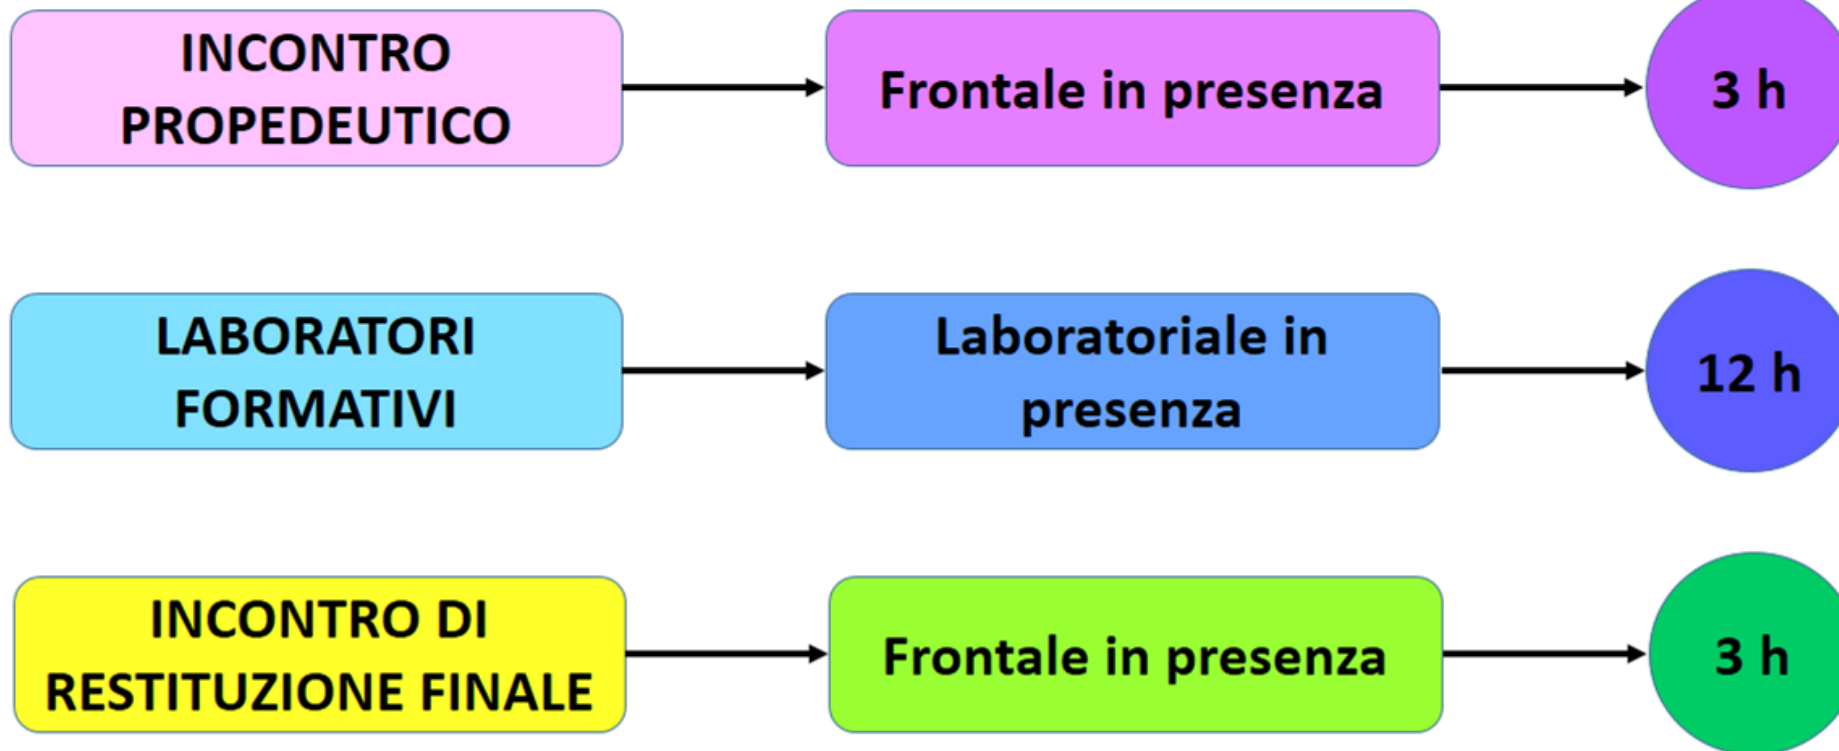 INCONTRO
PROPEDEUTICO
Frontale in presenza
3 h
LABORATORI
FORMATIVI
Laboratoriale in
presenza
12 h
INCONTRO DI
RESTITUZIONE FINALE
Frontale in presenza
3 h